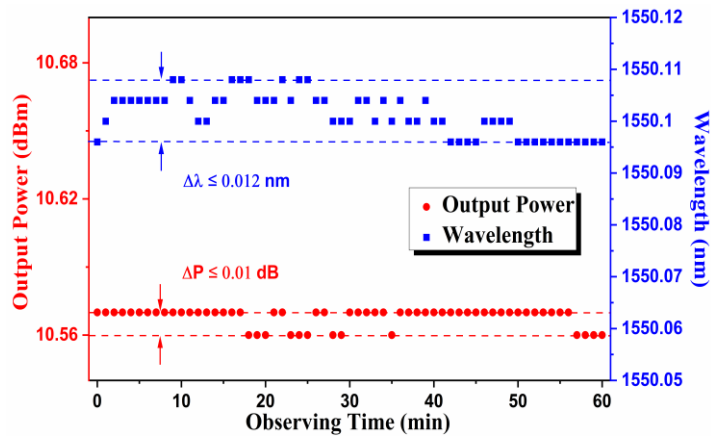 Output Power (dBm)
10.68
10.62
10.56
Δλ ≤ 0.012 nm
ΔP ≤ 0.01 dB
Output Power
Wavelength
1550.12
1550.11
1550.1
1550.09
1550.08
1550.07
1550.06
1550.05
Wavelength (nm)
0 10 20 30 40 50 60
Observing Time (min)